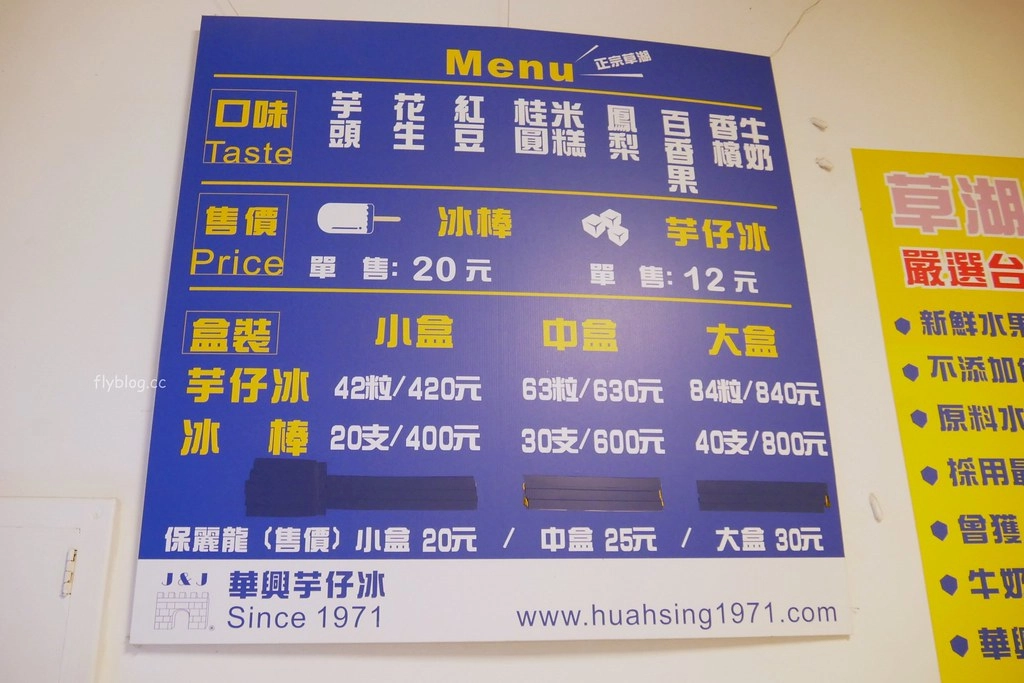 Menu 正宗草湖
口味 芋頭 花生 紅豆 桂圓米糕 鳳梨 百香果 香檳牛奶
Taste
售價 冰棒 芋仔冰
Price 單 售: 20 元 單 售: 12 元
盒裝 小盒 中盒 大盒
芋仔冰 42粒/420元 63粒/630元 84粒/840元
冰 棒 20支/400元 30支/600元 40支/800元
保麗龍(售價)小盒 20元 / 中盒 25元 / 大盒 30元
J&J 華興芋仔冰
Since 1971 www.huahsing1971.com
flyblog.cc
草湖
嚴選台
新鮮水果
不添加
原料水
採用
曾獲
牛奶
華興